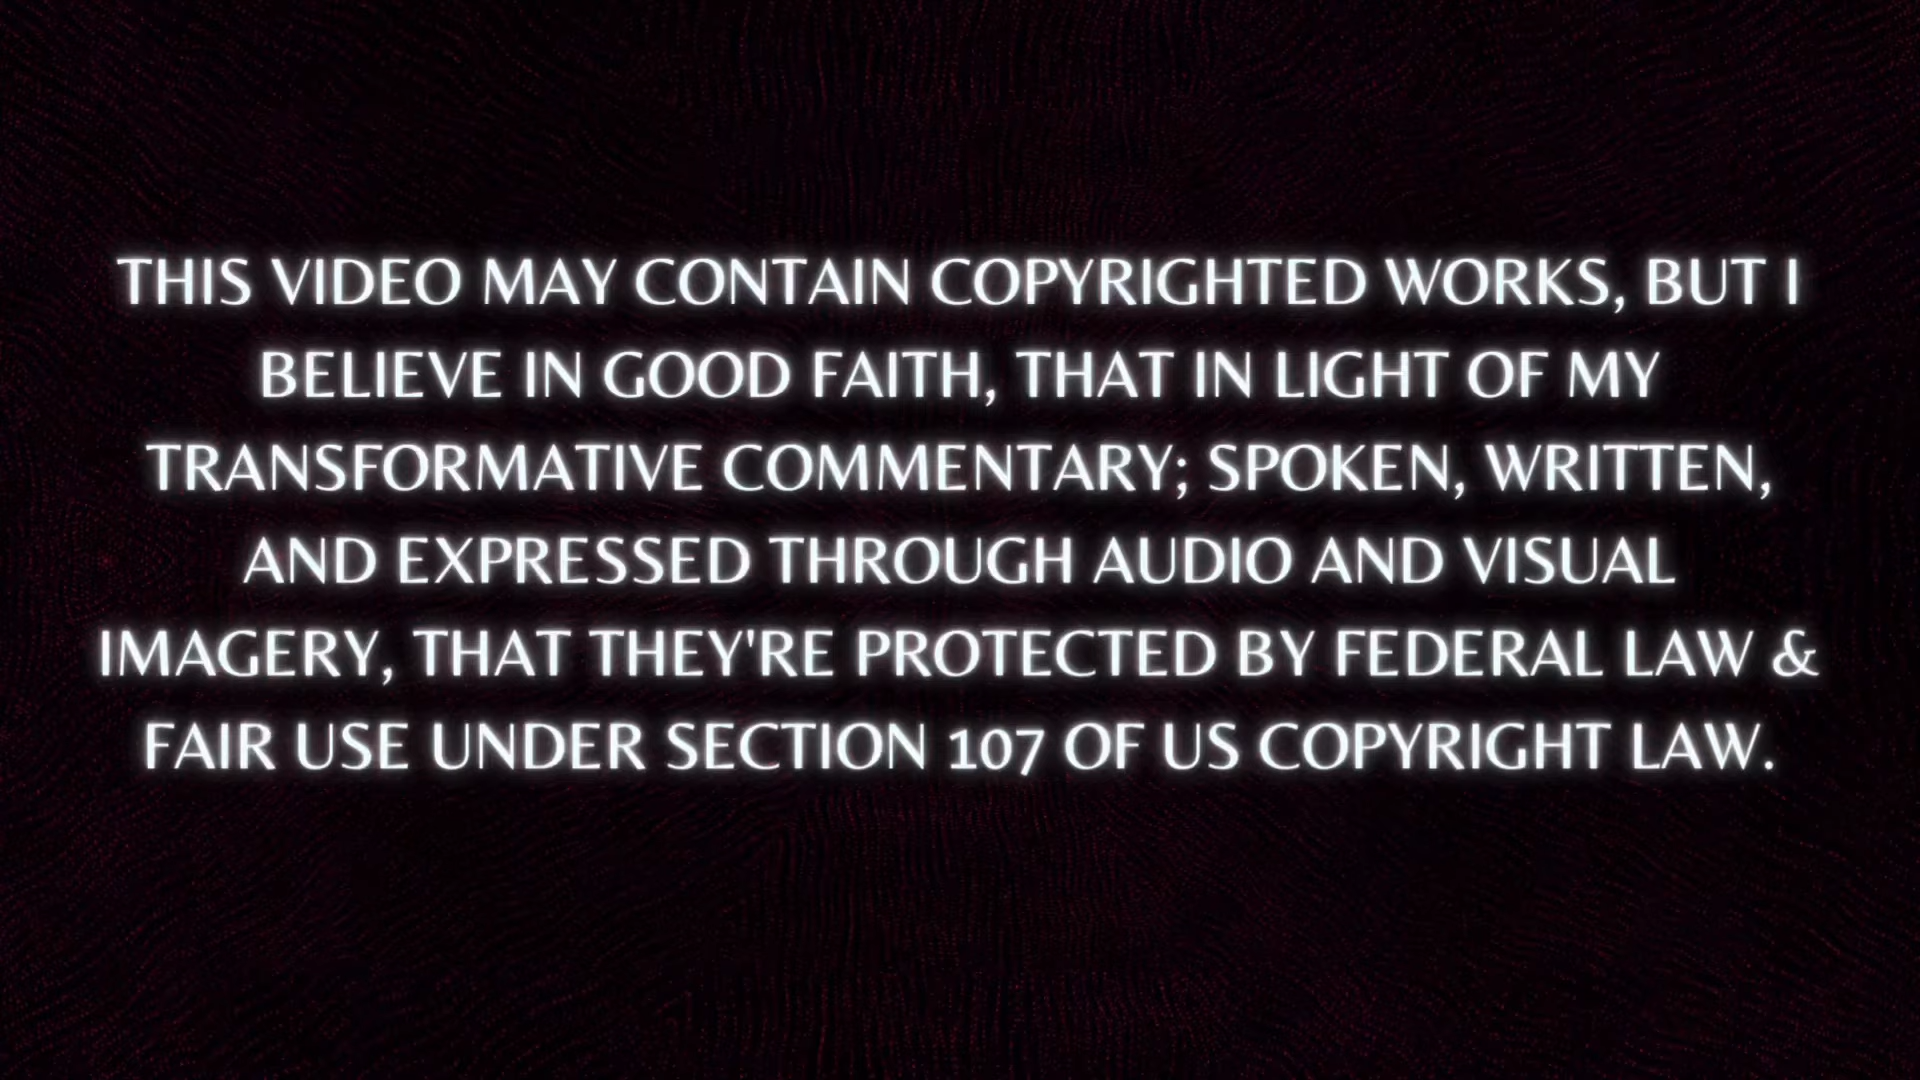 THIS VIDEO MAY CONTAIN COPYRIGHTED WORKS, BUT I
BELIEVE IN GOOD FAITH, THAT IN LIGHT OF MY
TRANSFORMATIVE COMMENTARY; SPOKEN, WRITTEN,
AND EXPRESSED THROUGH AUDIO AND VISUAL
IMAGERY, THAT THEY'RE PROTECTED BY FEDERAL LAW &
FAIR USE UNDER SECTION 107 OF US COPYRIGHT LAW.